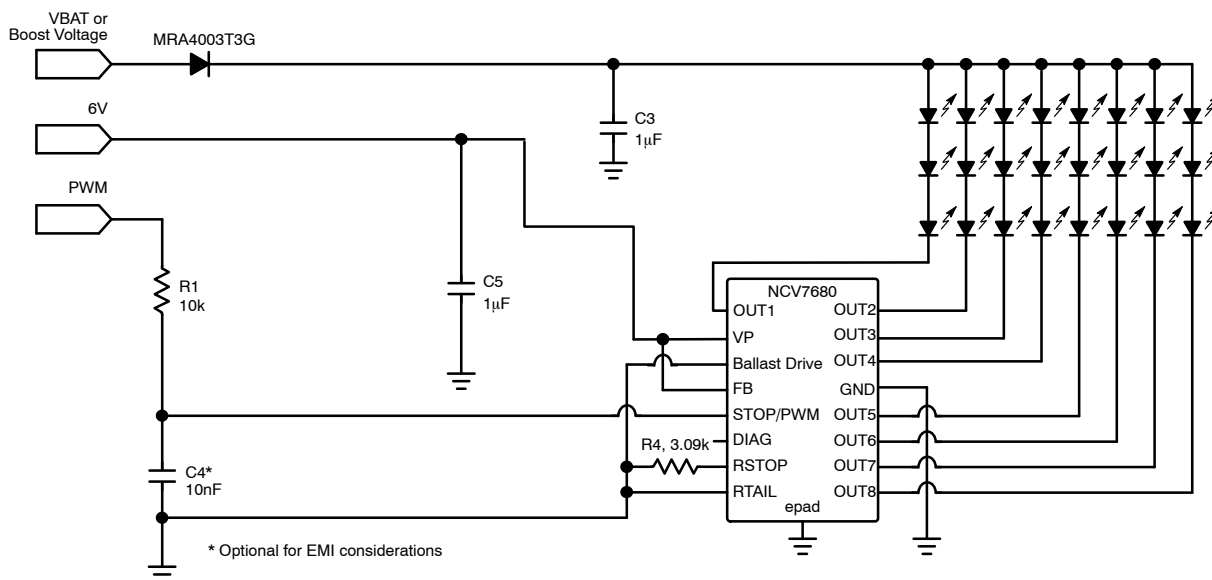 VBAT or
Boost Voltage
MRA4003T3G
6V
C3
1μF
PWM
R1
10k
C5
1μF
NCV7680
OUT1
OUT2
VP
OUT3
Ballast Drive
OUT4
FB
GND
STOP/PWM
OUT5
DIAG
OUT6
R4, 3.09k
RSTOP
OUT7
RTAIL
OUT8
epad
C4*
10nF
* Optional for EMI considerations